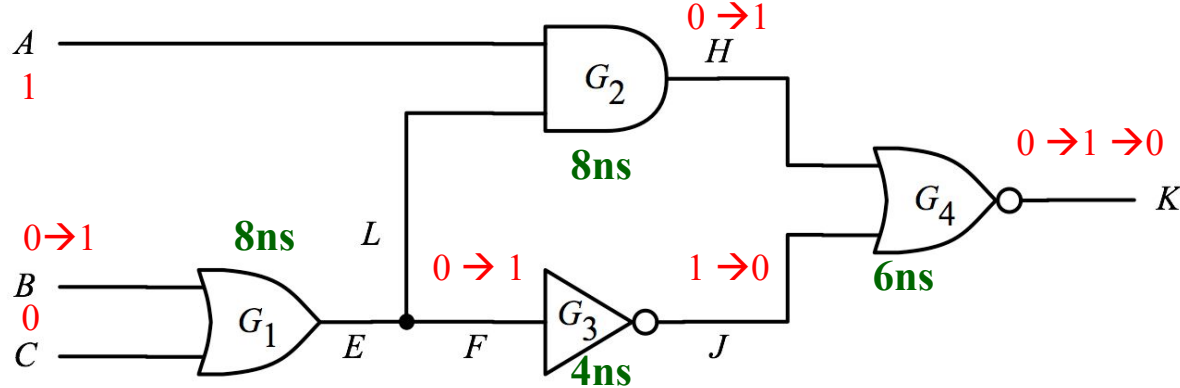 0 →1
A
H
1
G2
0 →1 →0
8ns
G4
K
0→1
8ns
L
0 → 1
1 →0
6ns
B
0
G1
G3
C
E
F
J
4ns